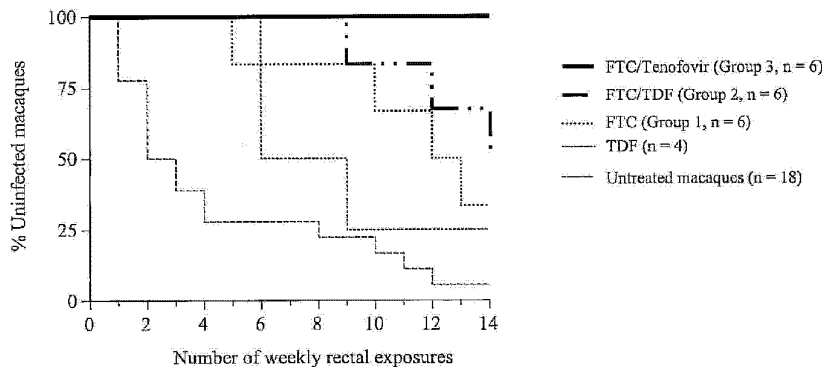 100
75
50
25
0
% Uninfected macaques
0 2 4 6 8 10 12 14
Number of weekly rectal exposures
FTC/Tenofovir (Group 3, n = 6)
FTC/TDF (Group 2, n = 6)
FTC (Group 1, n = 6)
TDF (n = 4)
Untreated macaques (n = 18)